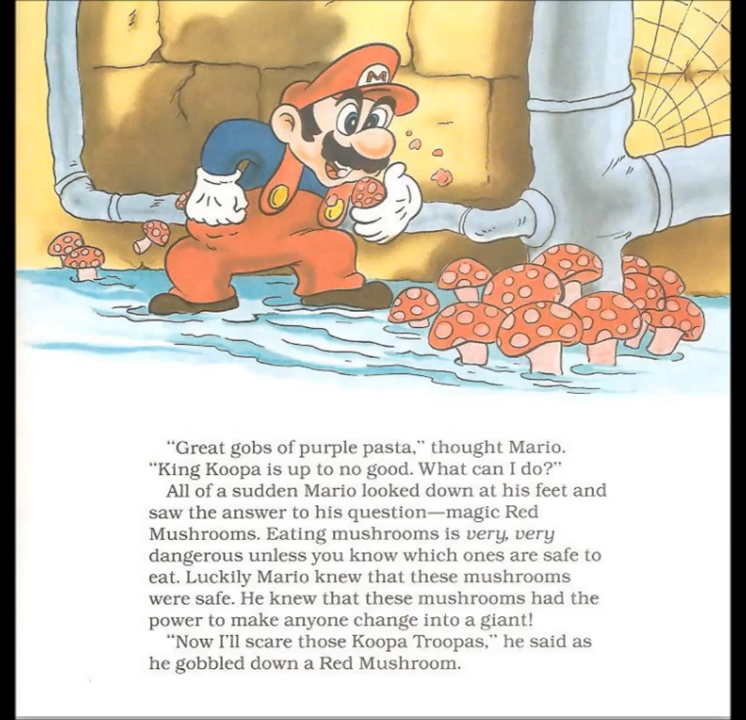 M
“Great gobs of purple pasta,” thought Mario.
“King Koopa is up to no good. What can I do?”
All of a sudden Mario looked down at his feet and
saw the answer to his question—magic Red
Mushrooms. Eating mushrooms is very, very
dangerous unless you know which ones are safe to
eat. Luckily Mario knew that these mushrooms
were safe. He knew that these mushrooms had the
power to make anyone change into a giant!
“Now I’ll scare those Koopa Troopas,” he said as
he gobbled down a Red Mushroom.